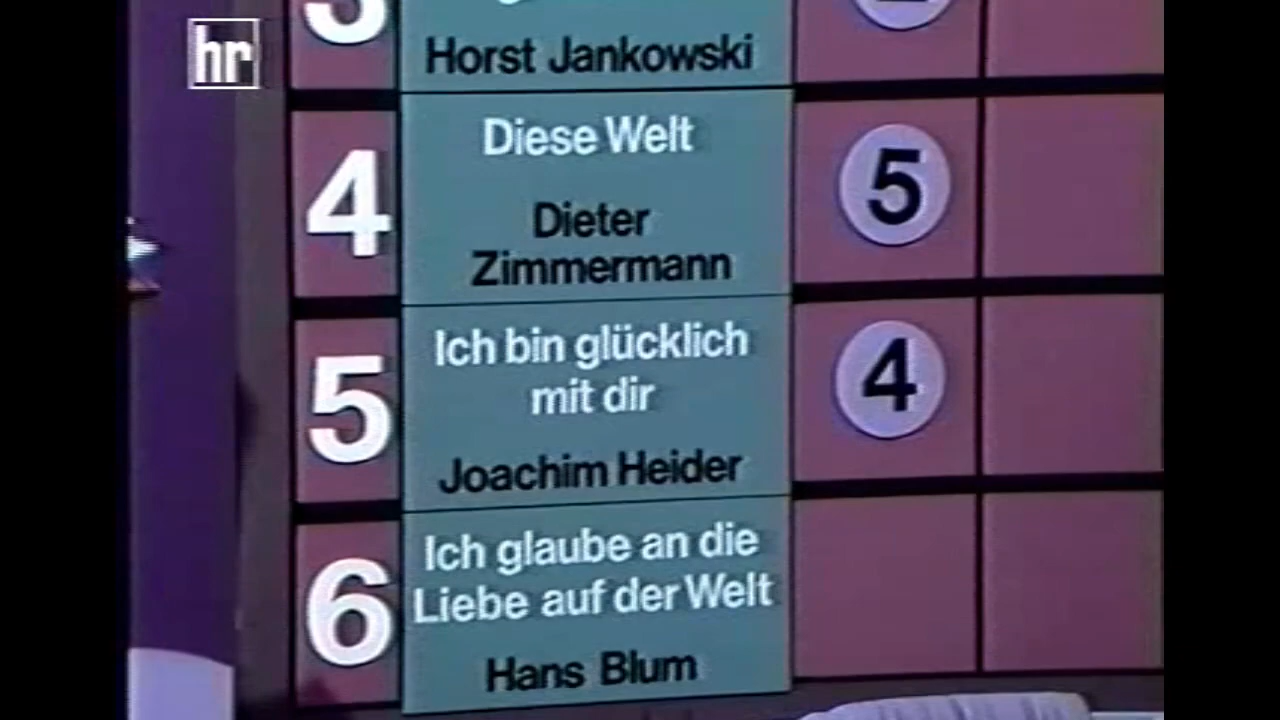 hr
3
Horst Jankowski
4
Diese Welt
5
Dieter
Zimmermann
5
Ich bin glücklich
mit dir
4
Joachim Heider
6
Ich glaube an die
Liebe auf der Welt
Hans Blum